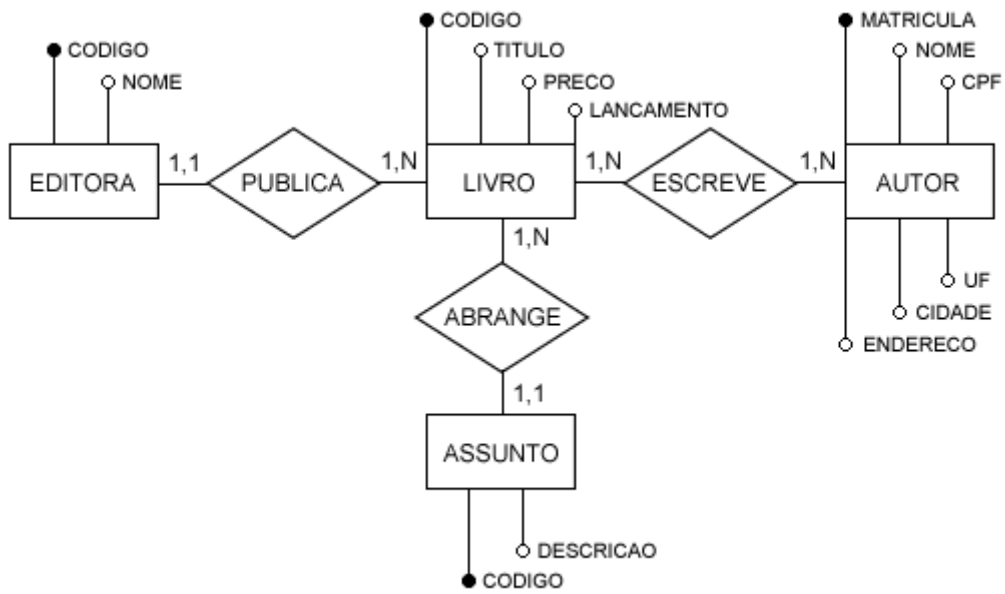 CODIGO
NOME
EDITORA
1,1
PUBLICA
1,N
CODIGO
TITULO
PRECO
LANCAMENTO
LIVRO
1,N
ESCREVE
1,N
MATRICULA
NOME
CPF
AUTOR
UF
CIDADE
ENDERECO
1,N
ABRANGE
1,1
ASSUNTO
DESCRICAO
CODIGO